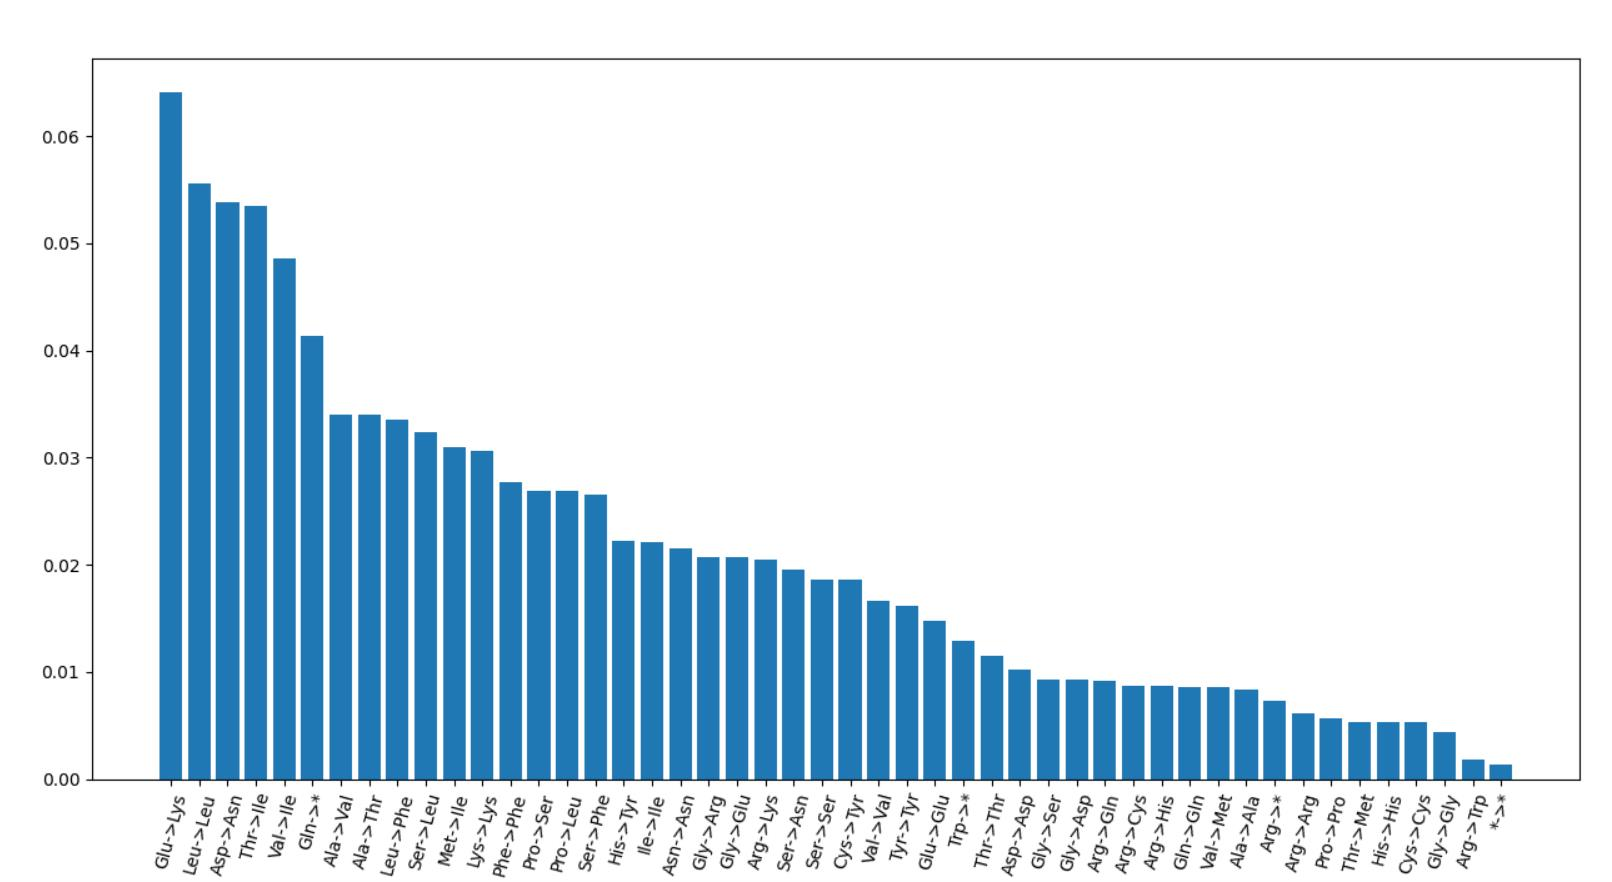 0.06
0.05
0.04
0.03
0.02
0.01
0.00
Glu->Lys
Leu->Leu
Asp->Asn
Thr->Ile
Val->Ile
Gln->*
Ala->Val
Ala->Thr
Leu->Phe
Ser->Leu
Met->Ile
Lys->Lys
Phe->Phe
Pro->Ser
Pro->Leu
Ser->Phe
His->Tyr
Ile->Ile
Asn->Asn
Gly->Arg
Gly->Glu
Arg->Lys
Ser->Asn
Ser->Ser
Cys->Tyr
Val->Val
Tyr->Tyr
Glu->Glu
Trp->*
Thr->Thr
Asp->Asp
Gly->Ser
Gly->Asp
Arg->Gln
Arg->Cys
Arg->His
Gln->Gln
Val->Met
Ala->Ala
Arg->*
Arg->Arg
Pro->Pro
Thr->Met
His->His
Cys->Cys
Gly->Gly
Arg->Trp
*->*